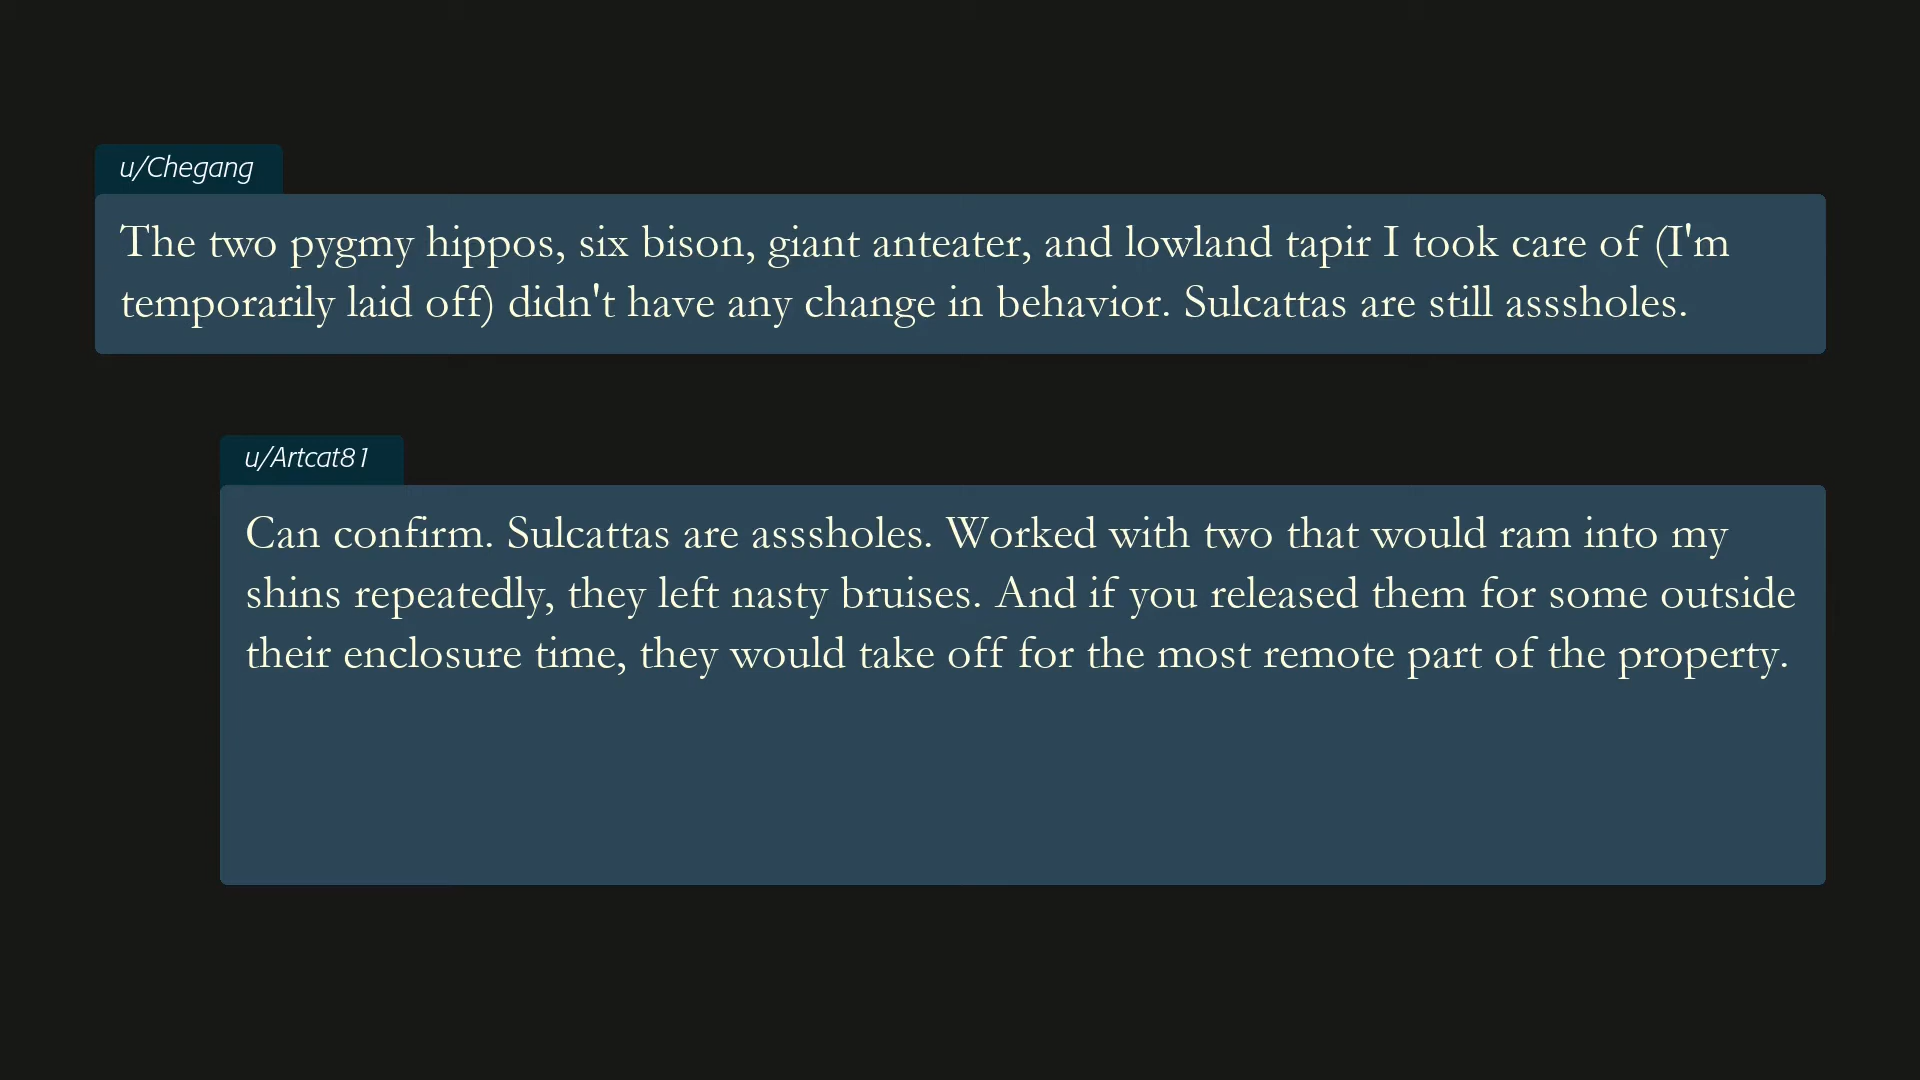 u/Chegang
The two pygmy hippos, six bison, giant anteater, and lowland tapir I took care of (I'm
temporarily laid off) didn't have any change in behavior. Sulcattas are still asssholes.
u/Artcat81
Can confirm. Sulcattas are asssholes. Worked with two that would ram into my
shins repeatedly, they left nasty bruises. And if you released them for some outside
their enclosure time, they would take off for the most remote part of the property.